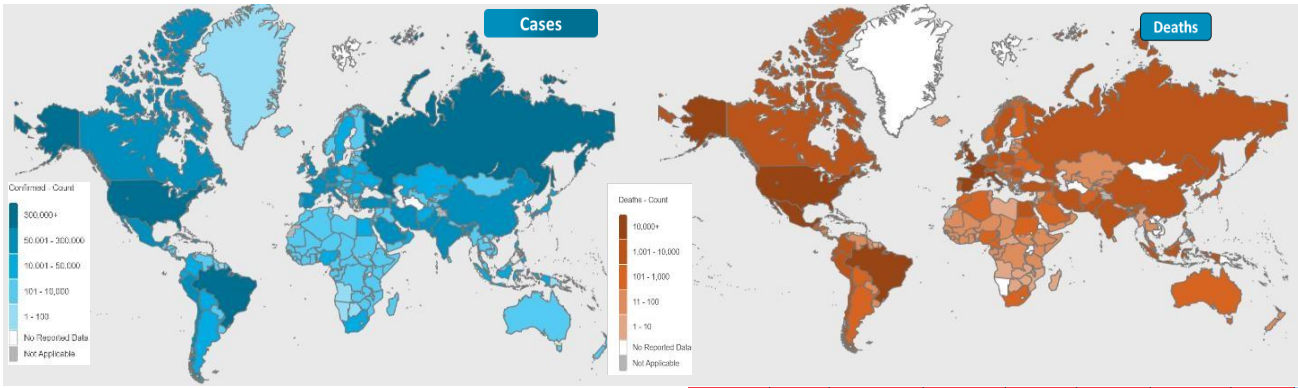 Cases
Deaths
Confirmed - Count
300,000+
50.001 - 300,000
10.001 - 50,000
101 - 10,000
1 - 100
No Reported Data
Not Applicable
Deaths - Count
10,000+
1,001 - 10,000
101 - 1,000
11 - 100
1 - 10
No Reported Data
Not Applicable